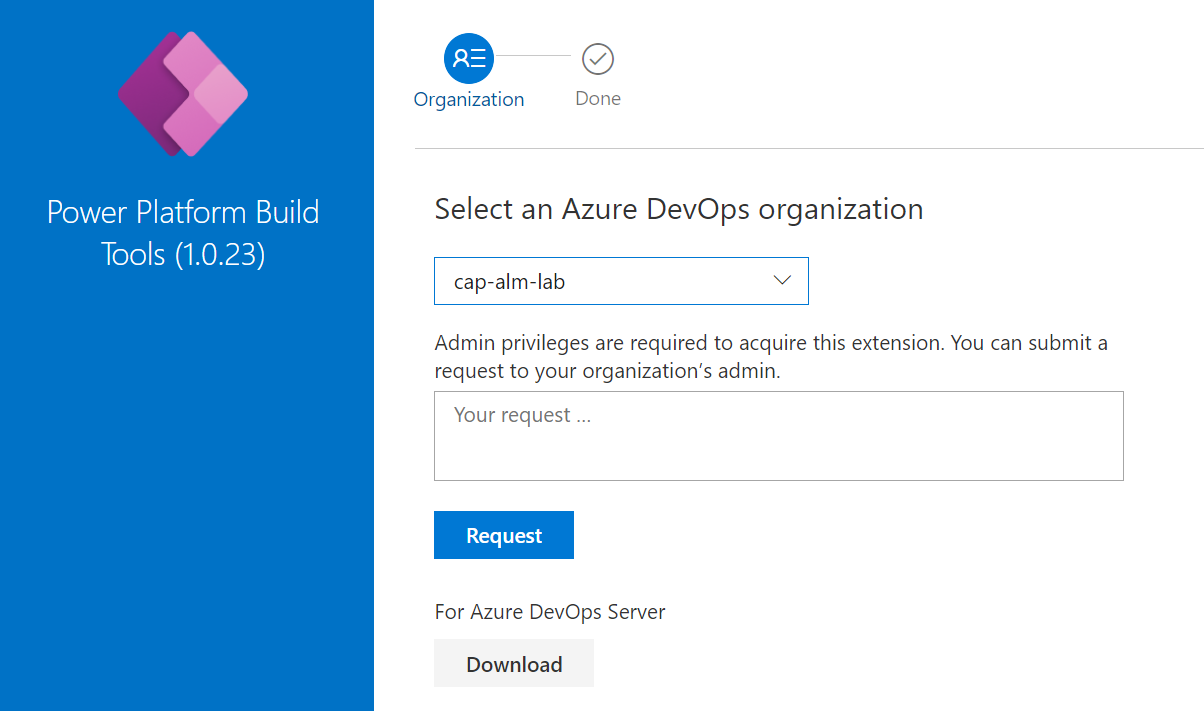 Power Platform Build
Tools (1.0.23)
Organization
Done
Select an Azure DevOps organization
cap-alm-lab
Admin privileges are required to acquire this extension. You can submit a
request to your organization’s admin.
Your request ...
Request
For Azure DevOps Server
Download